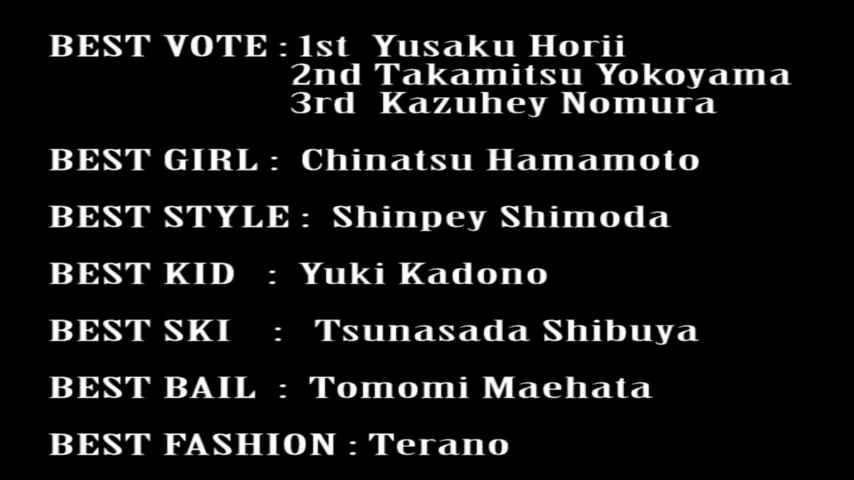 BEST VOTE : 1st Yusaku Horii
2nd Takamitsu Yokoyama
3rd Kazuhey Nomura
BEST GIRL : Chinatsu Hamamoto
BEST STYLE : Shinpey Shimoda
BEST KID : Yuki Kadono
BEST SKI : Tsunasada Shibuya
BEST BAIL : Tomomi Maehata
BEST FASHION : Terano